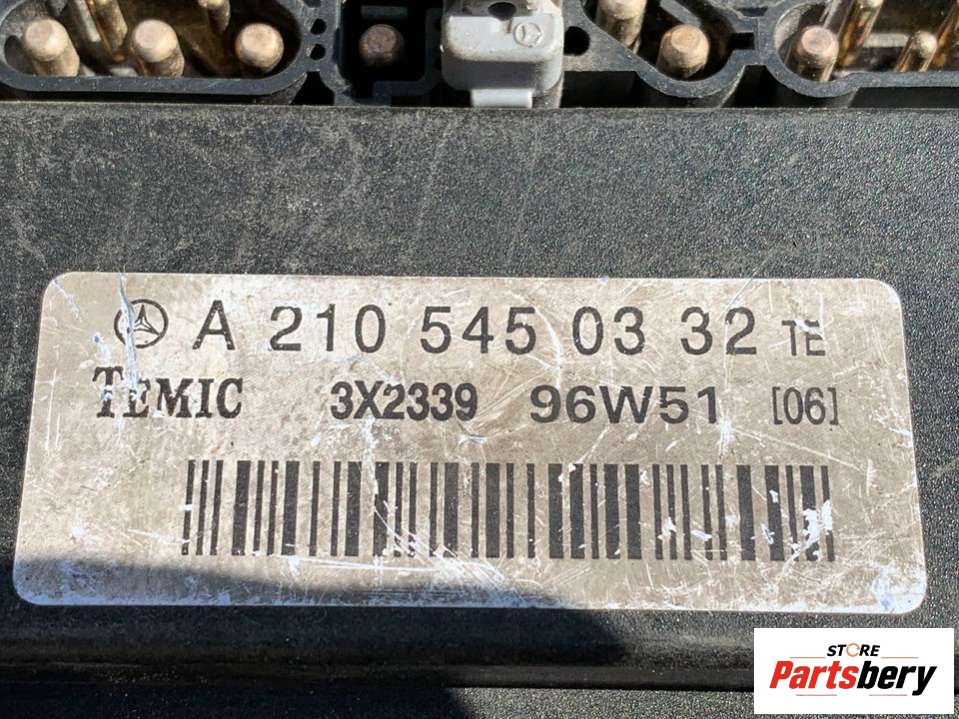 A 210 545 03 32 TE
TEMIC 3X2339 96W51 [06]
STORE
Partsbery